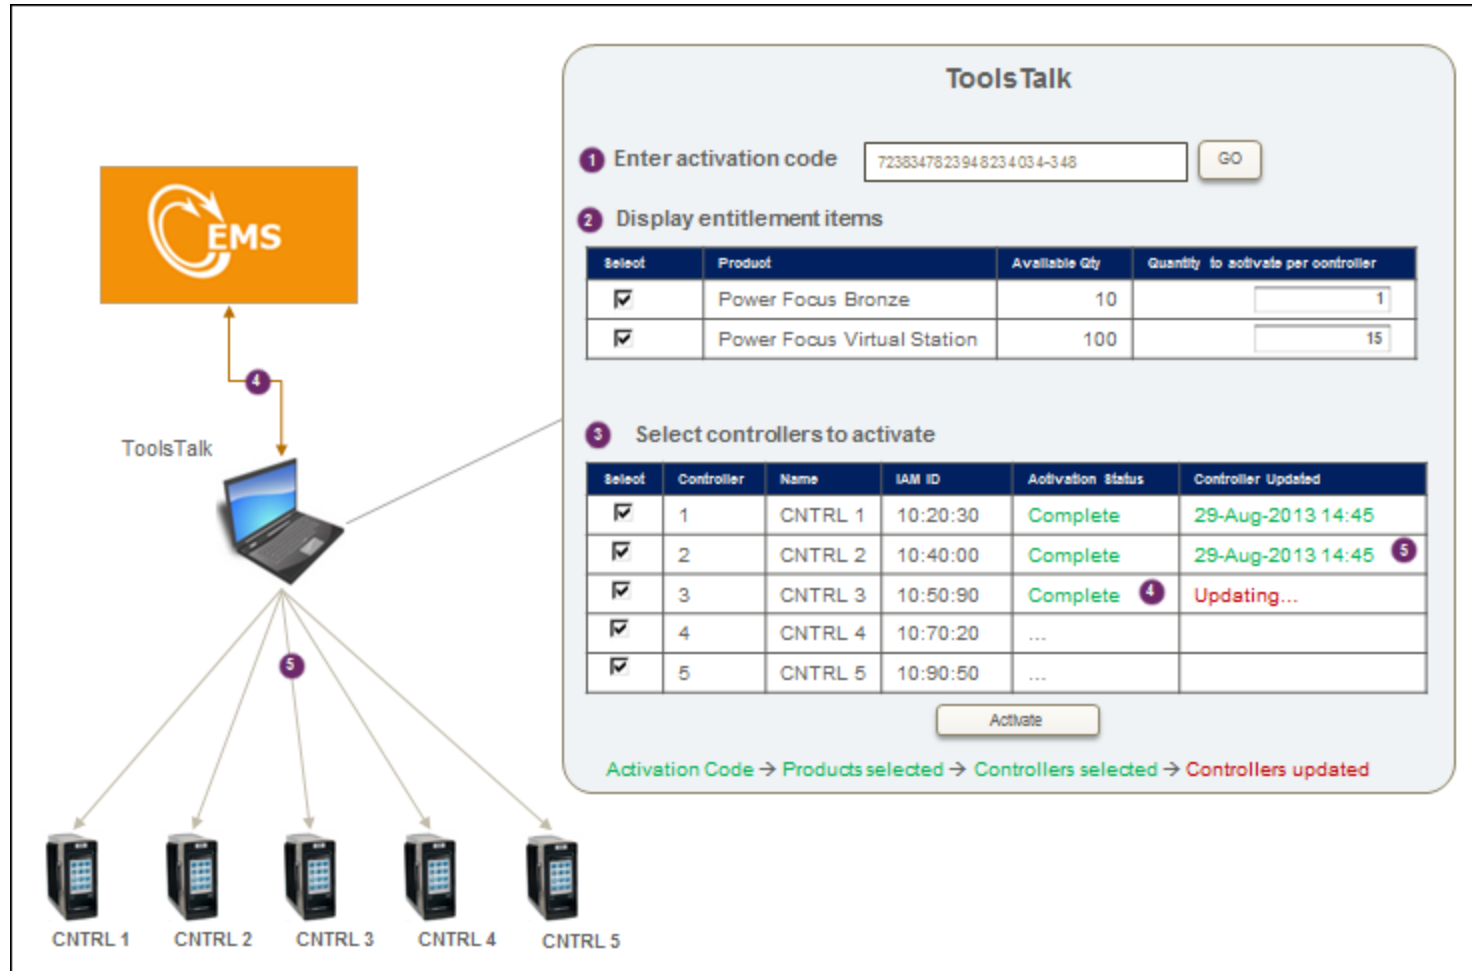 ToolsTalk
1 Enter activation code 7238347823948234034-348 GO
2 Display entitlement items
Select Product Available Qty Quantity to activate per controller
Power Focus Bronze 10 1
Power Focus Virtual Station 100 15
3 Select controllers to activate
Select Controller Name IAM ID Activation Status Controller Updated
1 CNTRL 1 10:20:30 Complete 29-Aug-2013 14:45
2 CNTRL 2 10:40:00 Complete 29-Aug-2013 14:45 5
3 CNTRL 3 10:50:90 Complete 4 Updating...
4 CNTRL 4 10:70:20 ...
5 CNTRL 5 10:90:50 ...
Activate
Activation Code → Products selected → Controllers selected → Controllers updated
EMS
4
ToolsTalk
5
CNTRL 1 CNTRL 2 CNTRL 3 CNTRL 4 CNTRL 5